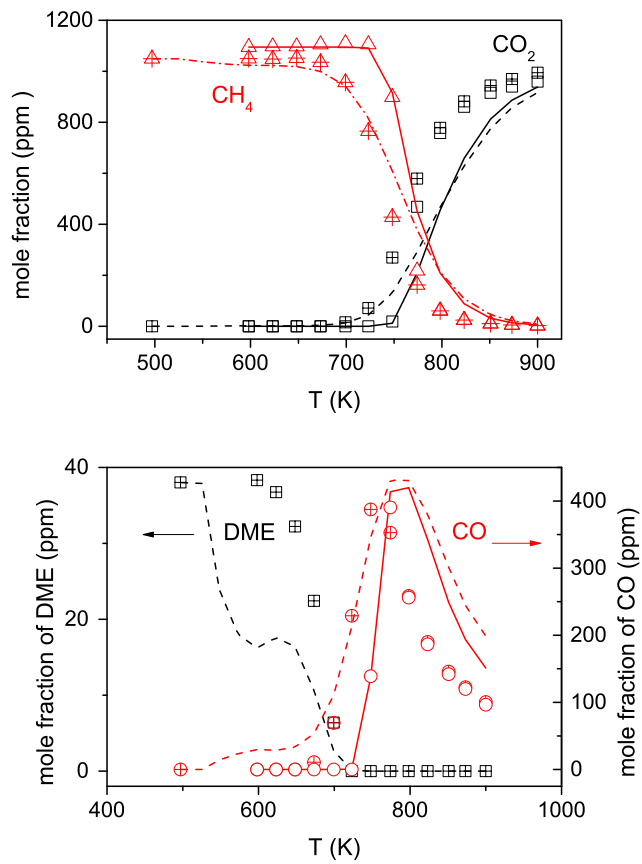 1200
800
400
0
mole fraction (ppm)
CO2
CH4
500
600
700
800
900
T (K)
40
20
0
mole fraction of DME (ppm)
DME
CO
400
300
200
100
0
mole fraction of CO (ppm)
400
600
800
1000
T (K)